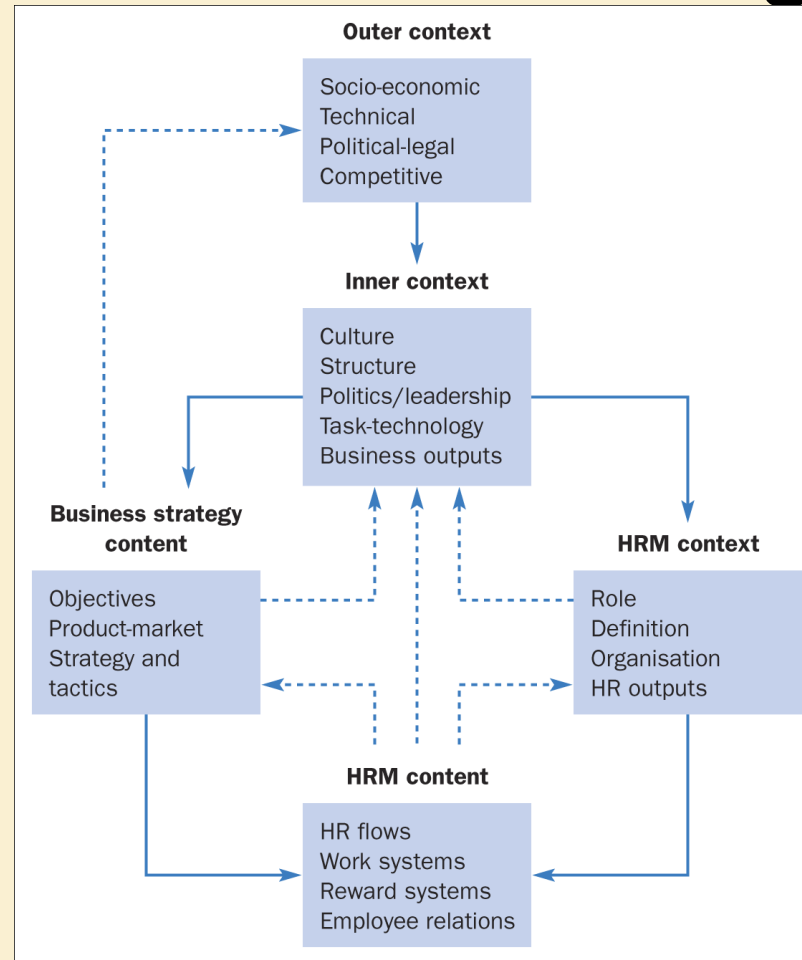 Outer context
Socio-economic
Technical
Political-legal
Competitive
Inner context
Culture
Structure
Politics/leadership
Task-technology
Business outputs
Business strategy
content
Objectives
Product-market
Strategy and
tactics
HRM context
Role
Definition
Organisation
HR outputs
HRM content
HR flows
Work systems
Reward systems
Employee relations